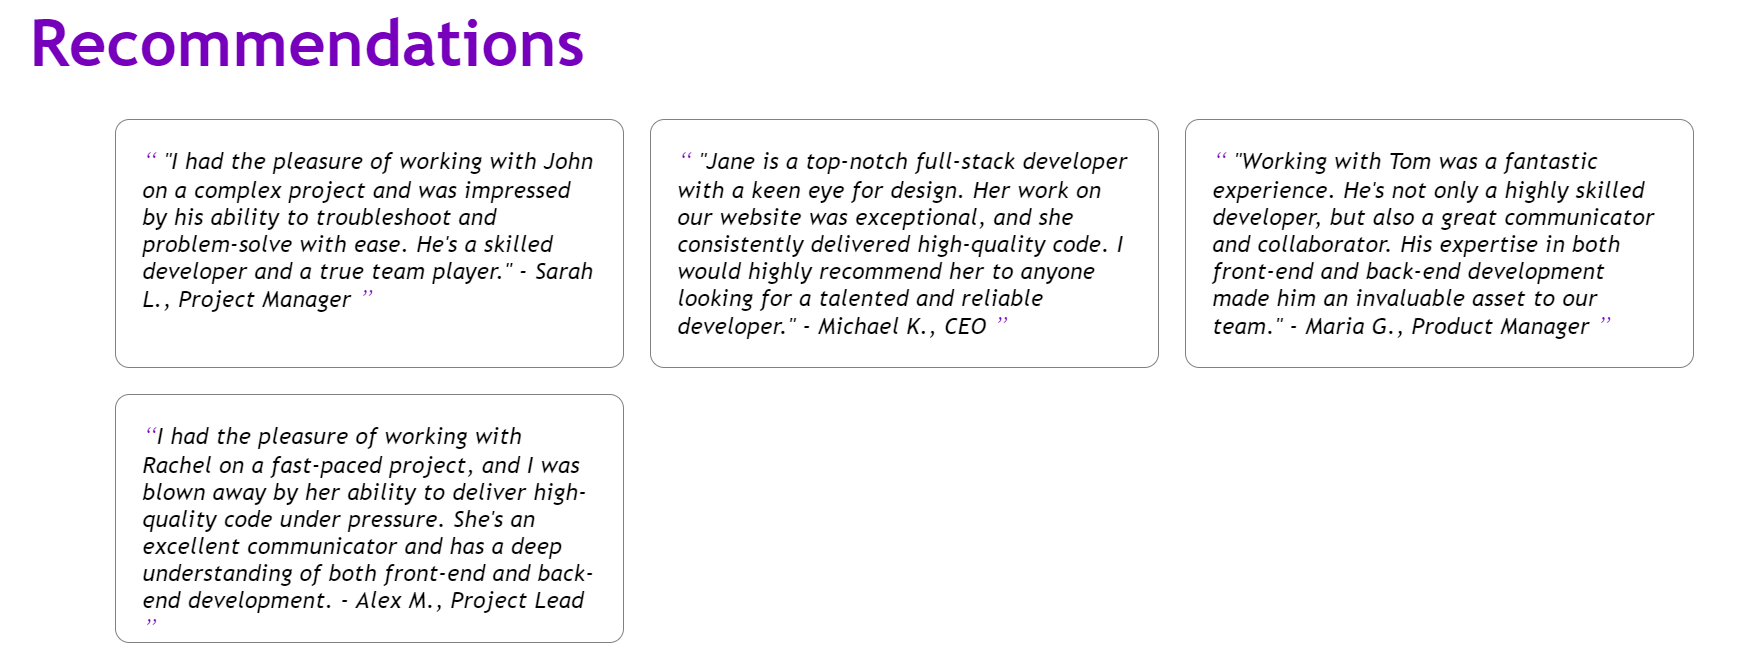 Recommendations
“ "I had the pleasure of working with John
on a complex project and was impressed
by his ability to troubleshoot and
problem-solve with ease. He's a skilled
developer and a true team player." - Sarah
L., Project Manager ”
“ "Jane is a top-notch full-stack developer
with a keen eye for design. Her work on
our website was exceptional, and she
consistently delivered high-quality code. I
would highly recommend her to anyone
looking for a talented and reliable
developer." - Michael K., CEO ”
“ "Working with Tom was a fantastic
experience. He's not only a highly skilled
developer, but also a great communicator
and collaborator. His expertise in both
front-end and back-end development
made him an invaluable asset to our
team." - Maria G., Product Manager ”
“I had the pleasure of working with
Rachel on a fast-paced project, and I was
blown away by her ability to deliver high-
quality code under pressure. She's an
excellent communicator and has a deep
understanding of both front-end and back-
end development. - Alex M., Project Lead
”